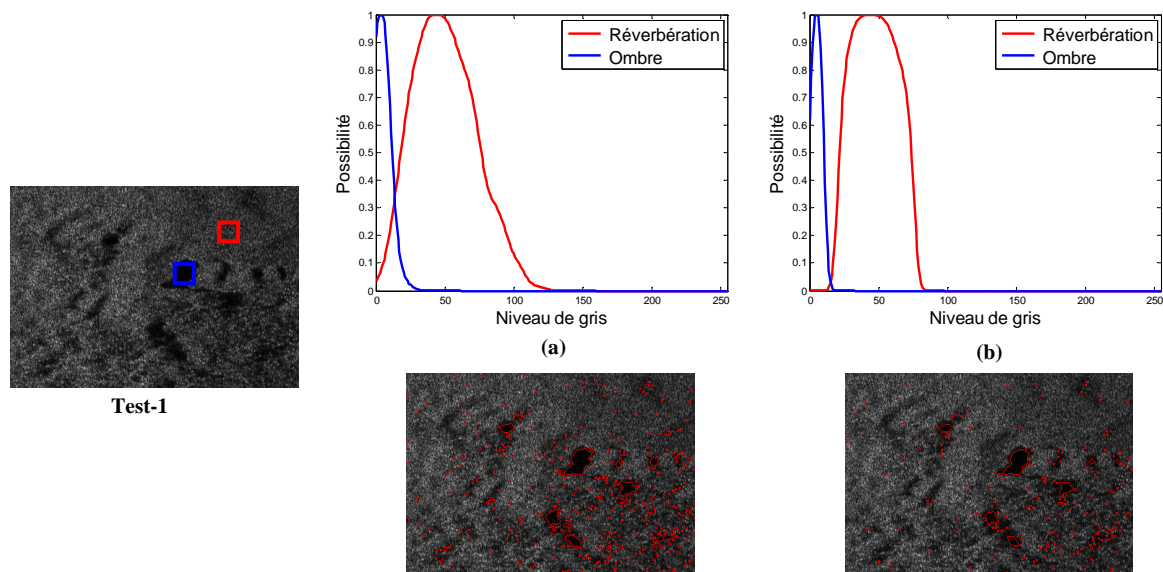 Réverbération
Ombre
Possibilité
1
0.9
0.8
0.7
0.6
0.5
0.4
0.3
0.2
0.1
0
0 50 100 150 200 250
Niveau de gris
(a)
Réverbération
Ombre
Possibilité
1
0.9
0.8
0.7
0.6
0.5
0.4
0.3
0.2
0.1
0
0 50 100 150 200 250
Niveau de gris
(b)
Test-1